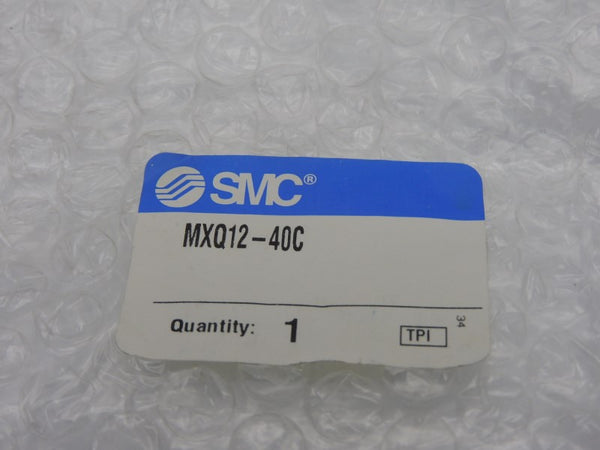 SMC®
MXQ12-40C
Quantity: 1
TPI
34